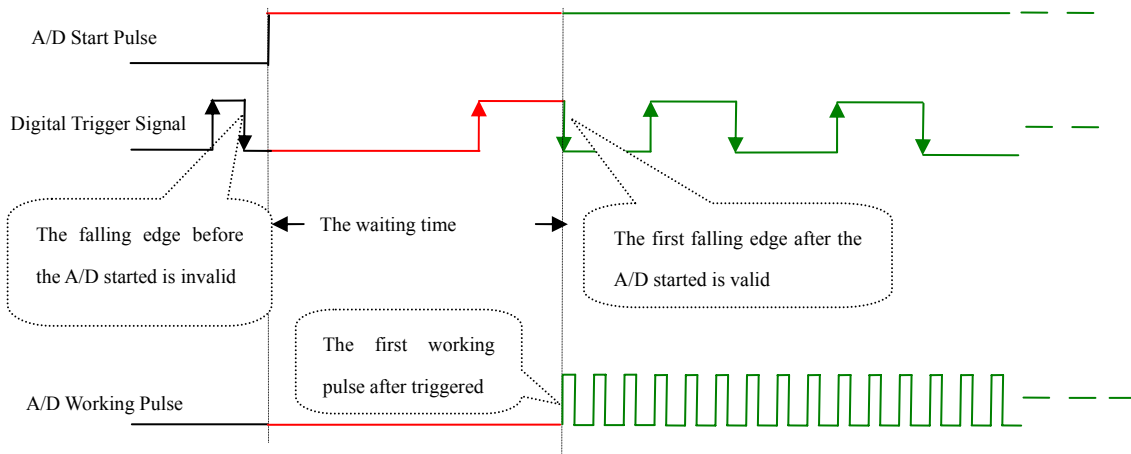 A/D Start Pulse
Digital Trigger Signal
The falling edge before
the A/D started is invalid
The waiting time
The first falling edge after the
A/D started is valid
The first working
pulse after triggered
A/D Working Pulse